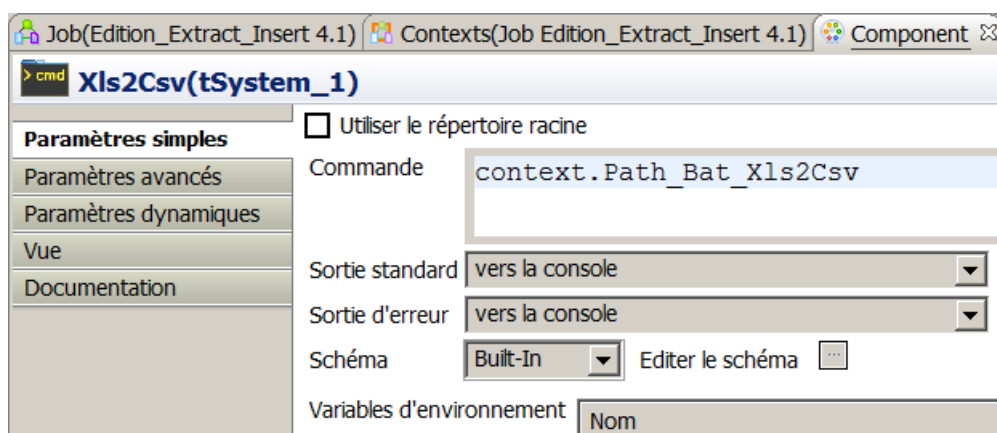 Job(Edition_Extract_Insert 4.1) Contexts(Job Edition_Extract_Insert 4.1) Component
> cmd Xls2Csv(tSystem_1)
Paramètres simples
Paramètres avancés
Paramètres dynamiques
Vue
Documentation
Utiliser le répertoire racine
Commande context.Path_Bat_Xls2Csv
Sortie standard vers la console
Sortie d'erreur vers la console
Schéma Built-In Editer le schéma ...
Variables d'environnement Nom